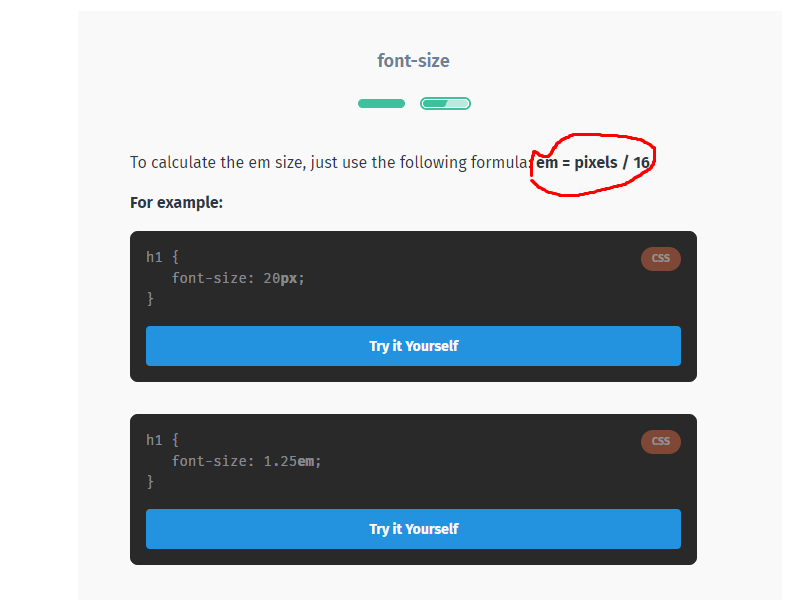 font-size
To calculate the em size, just use the following formula: em = pixels / 16.
For example:
h1 {
CSS
font-size: 20px;
}
Try it Yourself
h1 {
CSS
font-size: 1.25em;
}
Try it Yourself